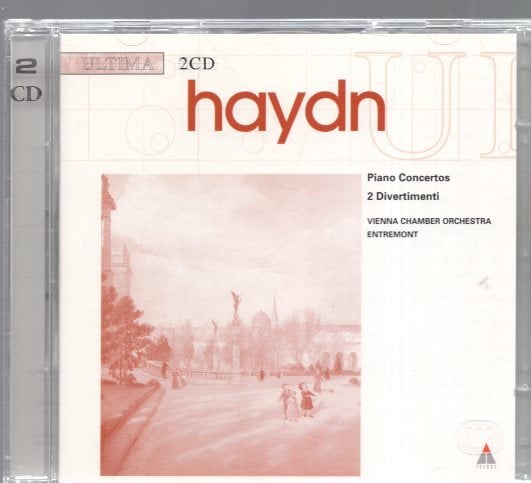 2
CD
ULTIMA 2CD
haydn
Piano Concertos
2 Divertimenti
VIENNA CHAMBER ORCHESTRA
ENTREMONT
TELDEC